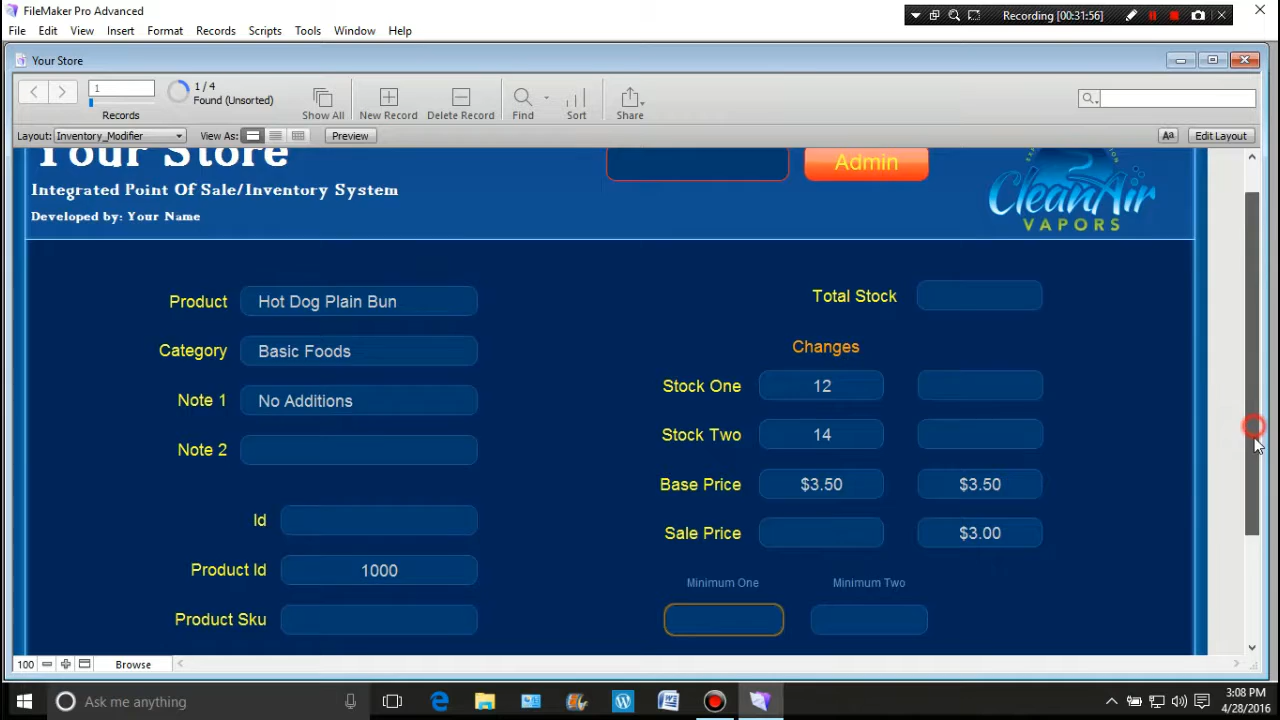 FileMaker Pro Advanced
Recording [00:31:56]
File Edit View Insert Format Records Scripts Tools Window Help
Your Store
1
1 / 4
Found (Unsorted)
Records
Show All
New Record
Delete Record
Find
Sort
Share
Layout: Inventory_Modifier
View As:
Preview
Aa
Edit Layout
Your Store
Integrated Point Of Sale/Inventory System
Developed by: Your Name
Admin
CleanAir
VAPORS
Product Hot Dog Plain Bun
Category Basic Foods
Note 1 No Additions
Note 2
Id
Product Id 1000
Product Sku
Total Stock
Changes
Stock One 12
Stock Two 14
Base Price $3.50 $3.50
Sale Price $3.00
Minimum One Minimum Two
100
Browse
Ask me anything
3:08 PM
4/28/2016